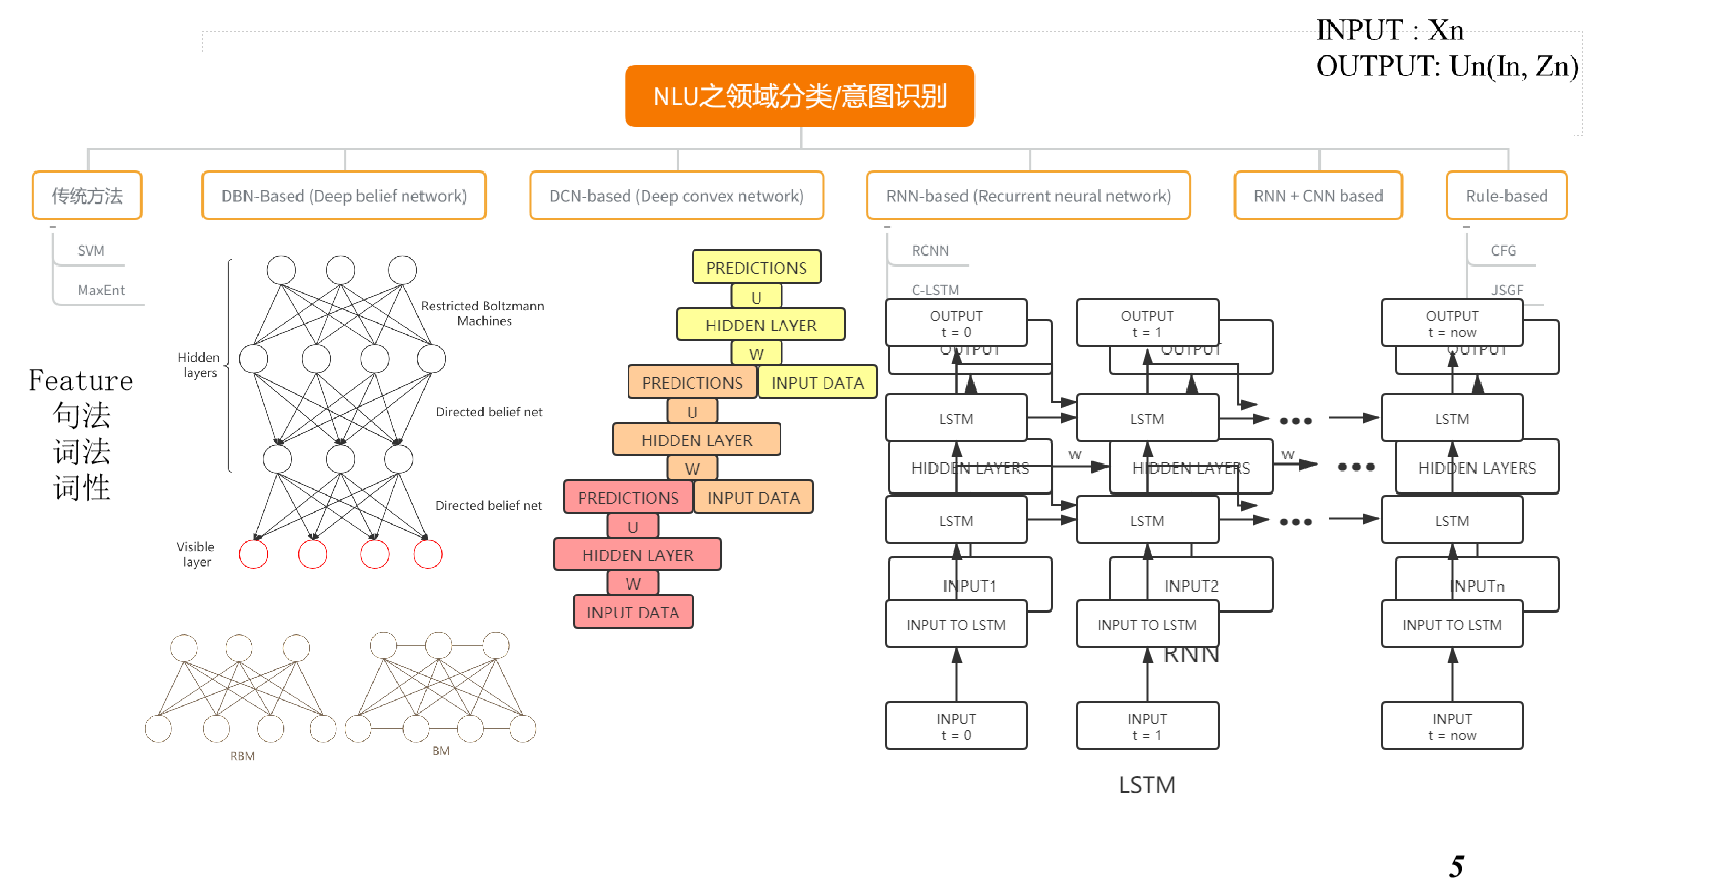 INPUT : Xn
OUTPUT: Un(In, Zn)
NLU之领域分类/意图识别
传统方法
DBN-Based (Deep belief network)
DCN-based (Deep convex network)
RNN-based (Recurrent neural network)
RNN + CNN based
Rule-based
SVM
MaxEnt
RCNN
C-LSTM
CFG
JSGF
Feature
句法
词法
词性
Hidden
layers
Restricted Boltzmann
Machines
Directed belief net
Directed belief net
Visible
layer
RBM
BM
PREDICTIONS
U
HIDDEN LAYER
W
PREDICTIONS
INPUT DATA
U
HIDDEN LAYER
W
PREDICTIONS
INPUT DATA
U
HIDDEN LAYER
W
INPUT DATA
OUTPUT
t = 0
OUTPUT
t = 1
OUTPUT
t = now
OUTPUT
OUTPUT
OUTPUT
LSTM
LSTM
LSTM
HIDDEN LAYERS
W
HIDDEN LAYERS
W
HIDDEN LAYERS
LSTM
LSTM
LSTM
INPUT1
INPUT2
INPUTn
INPUT TO LSTM
INPUT TO LSTM
INPUT TO LSTM
RNN
INPUT
t = 0
INPUT
t = 1
INPUT
t = now
LSTM
5